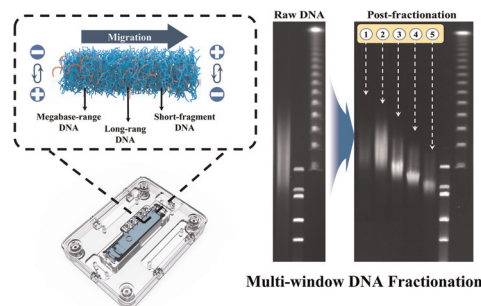 Migration
Megabase-range
DNA
Long-rang
DNA
Short-fragment
DNA
Raw DNA
Post-fractionation
1 2 3 4 5
Multi-window DNA Fractionation